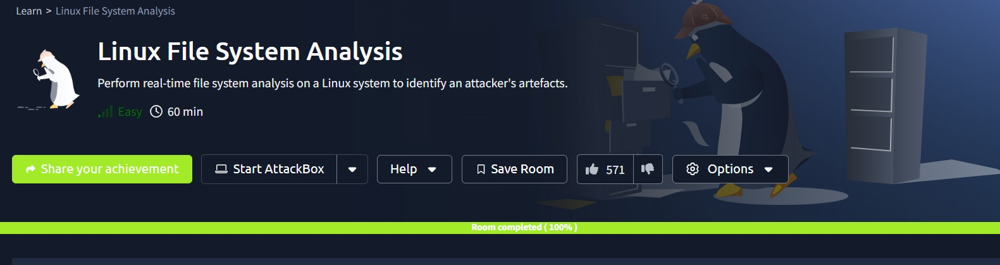 Learn > Linux File System Analysis
Linux File System Analysis
Perform real-time file system analysis on a Linux system to identify an attacker's artefacts.
Easy 60 min
Share your achievement Start AttackBox Help Save Room 571 Options
Room completed ( 100% )